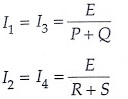 I₁ = I₃ = E / (P + Q)
I₂ = I₄ = E / (R + S)